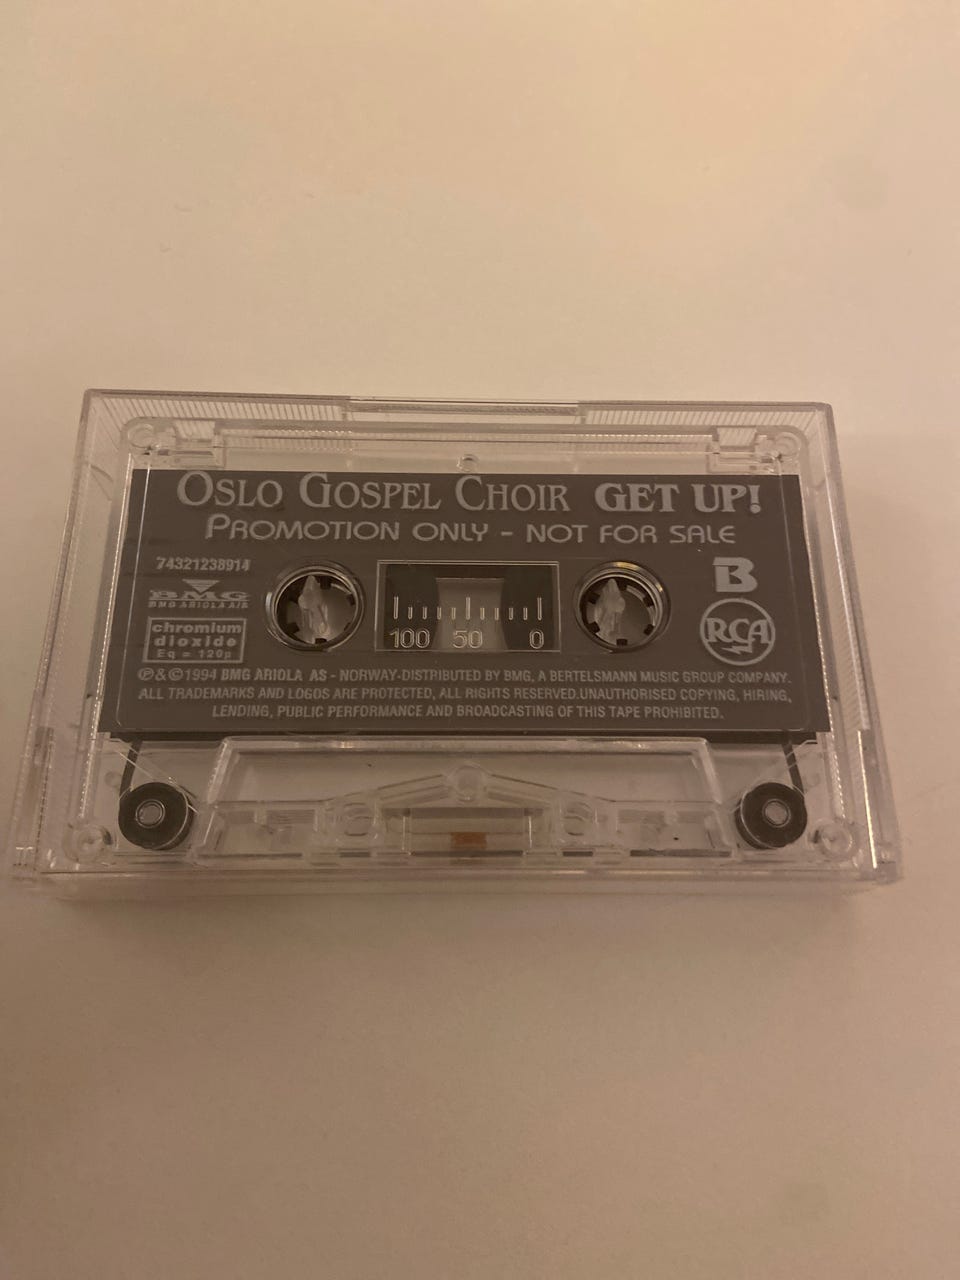 OSLO GOSPEL CHOIR GET UP!
PROMOTION ONLY - NOT FOR SALE
74321238914
B
BMG
BMG ARIOLA A/S
RCA
chromium
dioxide
Eq = 120µ
100 50 0
℗&©1994 BMG ARIOLA AS - NORWAY-DISTRIBUTED BY BMG, A BERTELSMANN MUSIC GROUP COMPANY.
ALL TRADEMARKS AND LOGOS ARE PROTECTED, ALL RIGHTS RESERVED.UNAUTHORISED COPYING, HIRING,
LENDING, PUBLIC PERFORMANCE AND BROADCASTING OF THIS TAPE PROHIBITED.